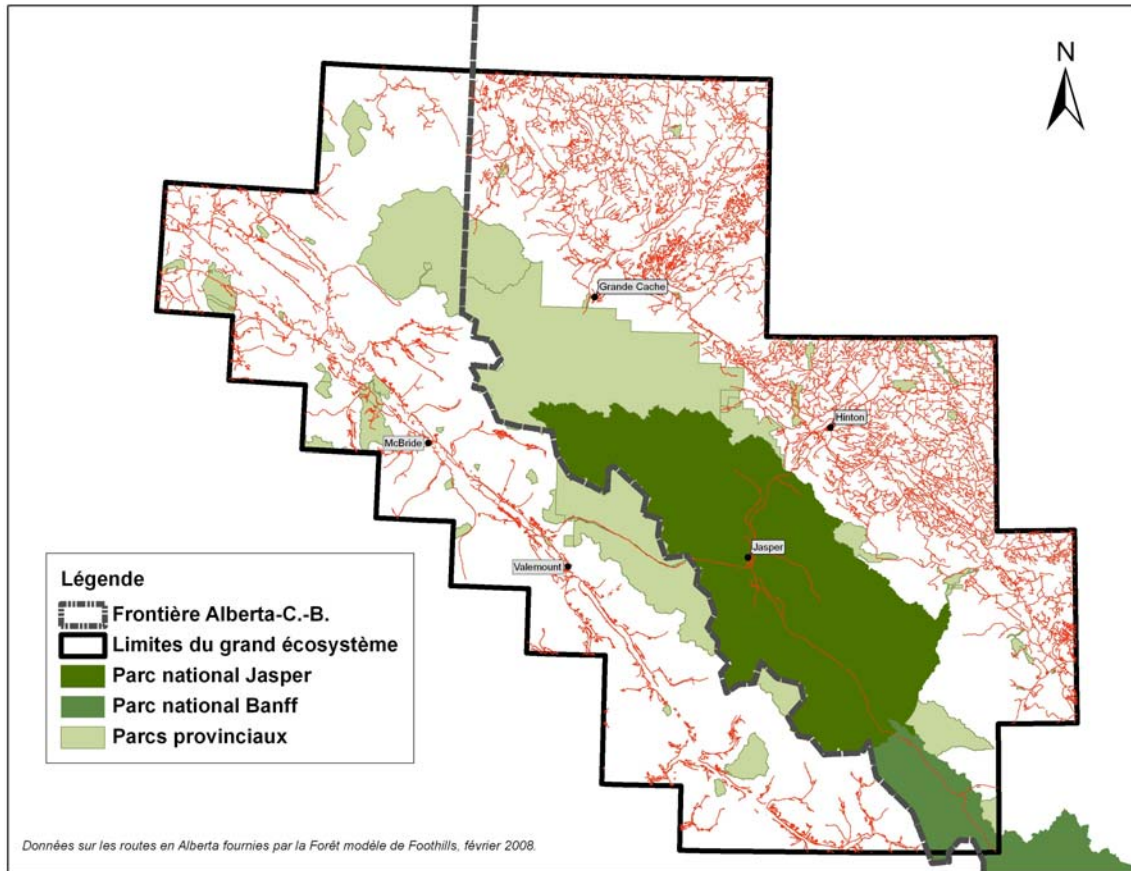 N
Grande Cache
Hinton
McBride
Jasper
Valemount
Légende
Frontière Alberta-C.-B.
Limites du grand écosystème
Parc national Jasper
Parc national Banff
Parcs provinciaux
Données sur les routes en Alberta fournies par la Forêt modèle de Foothills, février 2008.